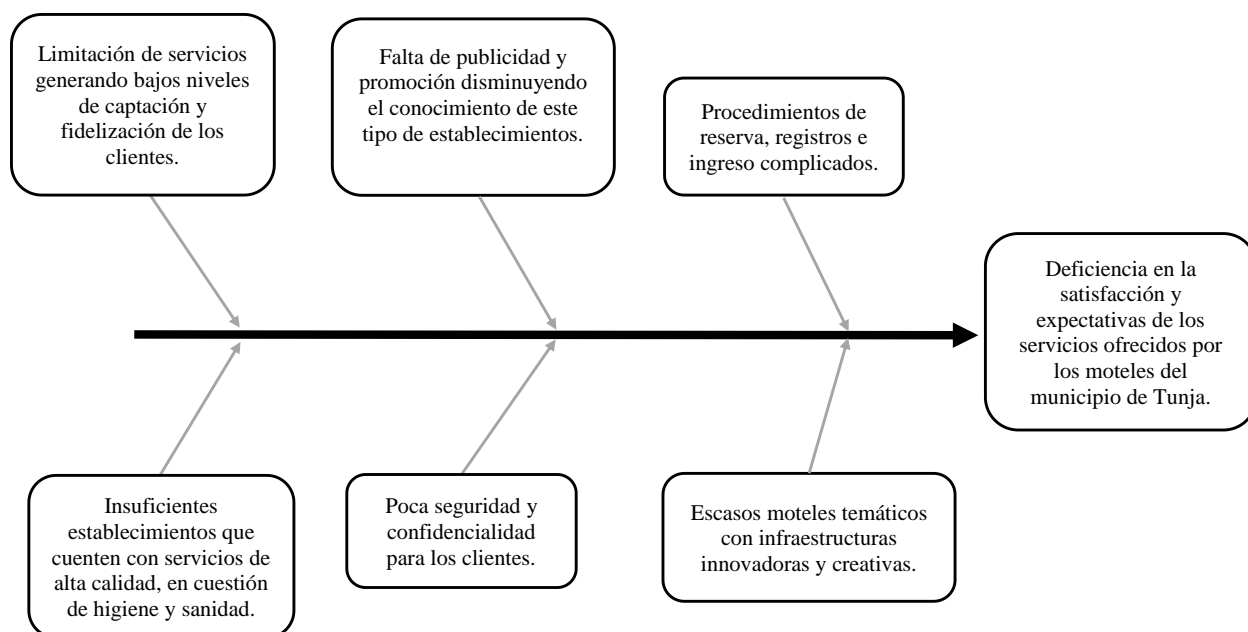 Limitación de servicios
generando bajos niveles
de captación y
fidelización de los
clientes.
Falta de publicidad y
promoción disminuyendo
el conocimiento de este
tipo de establecimientos.
Procedimientos de
reserva, registros e
ingreso complicados.
Deficiencia en la
satisfacción y
expectativas de los
servicios ofrecidos por
los moteles del
municipio de Tunja.
Insuficientes
establecimientos que
cuenten con servicios de
alta calidad, en cuestión
de higiene y sanidad.
Poca seguridad y
confidencialidad
para los clientes.
Escasos moteles temáticos
con infraestructuras
innovadoras y creativas.